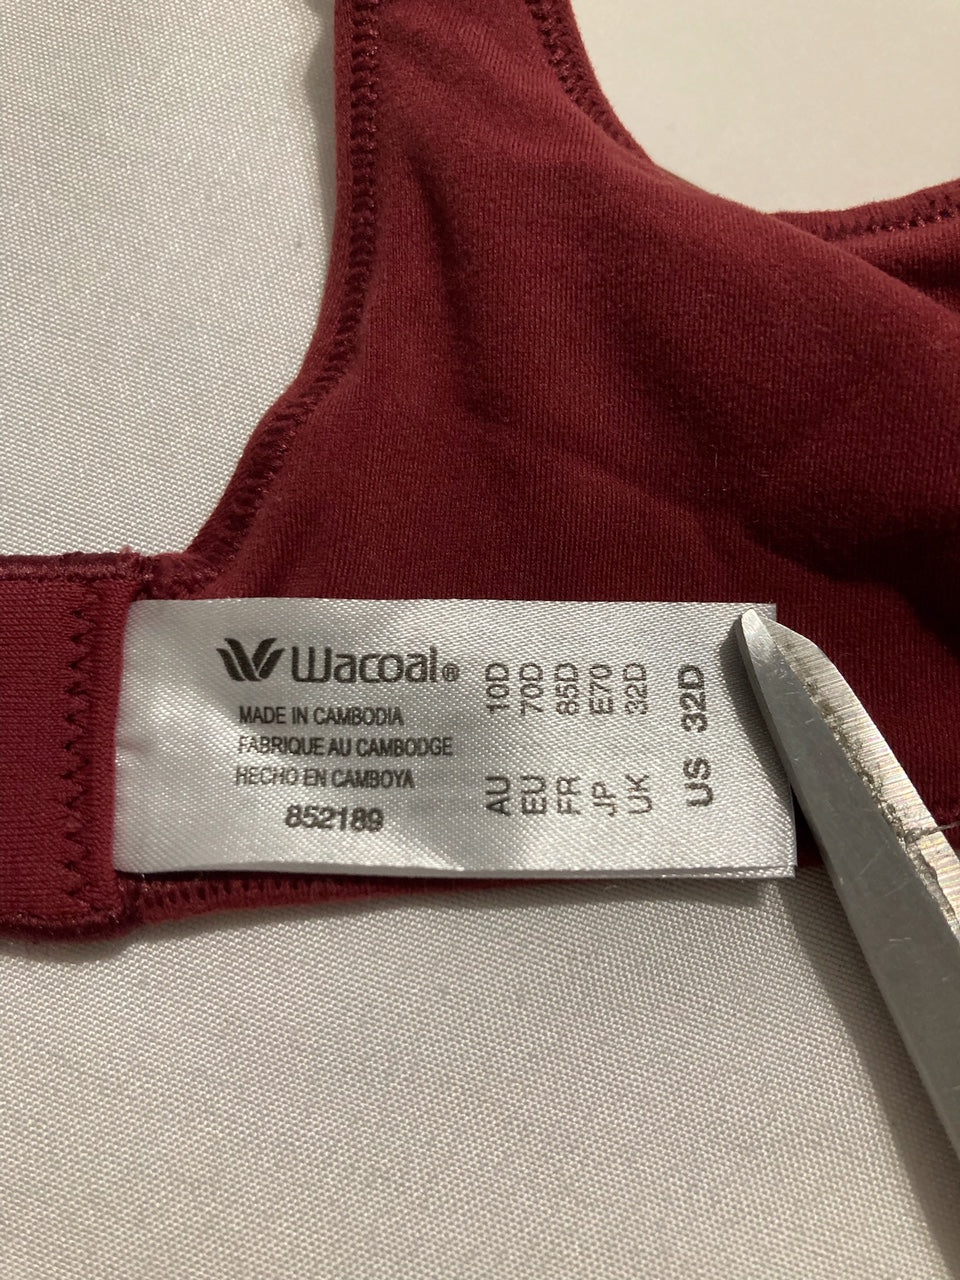 Wacoal®
MADE IN CAMBODIA
FABRIQUE AU CAMBODGE
HECHO EN CAMBOYA
852189
AU 10D
EU 70D
FR 85D
JP E70
UK 32D
US 32D